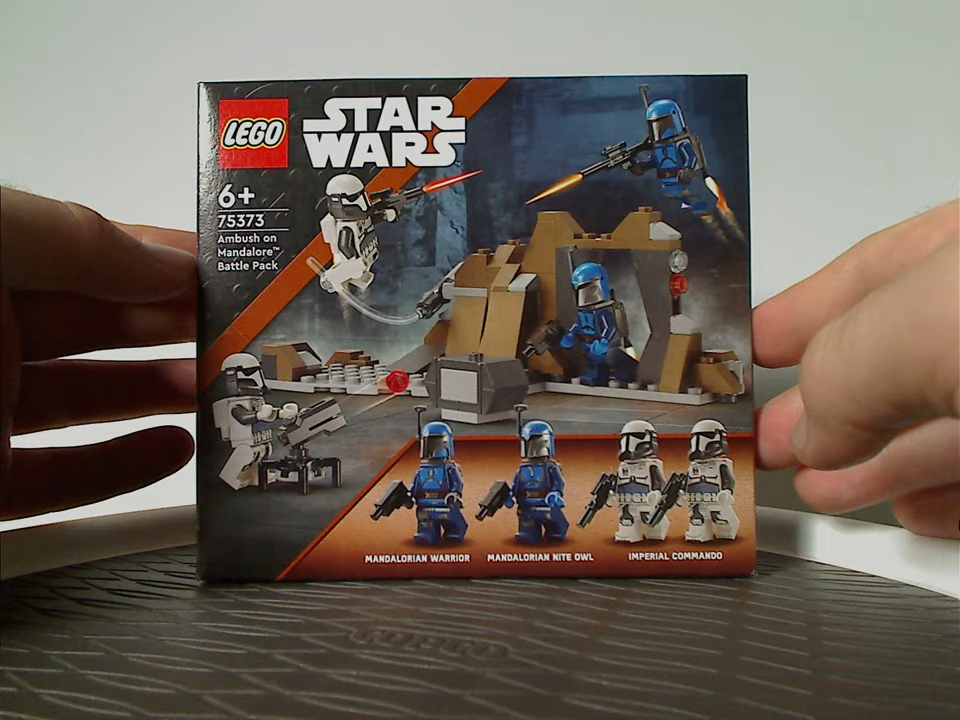 LEGO
STAR
WARS
6+
75373
Ambush on
Mandalore™
Battle Pack
MANDALORIAN WARRIOR
MANDALORIAN NITE OWL
IMPERIAL COMMANDO